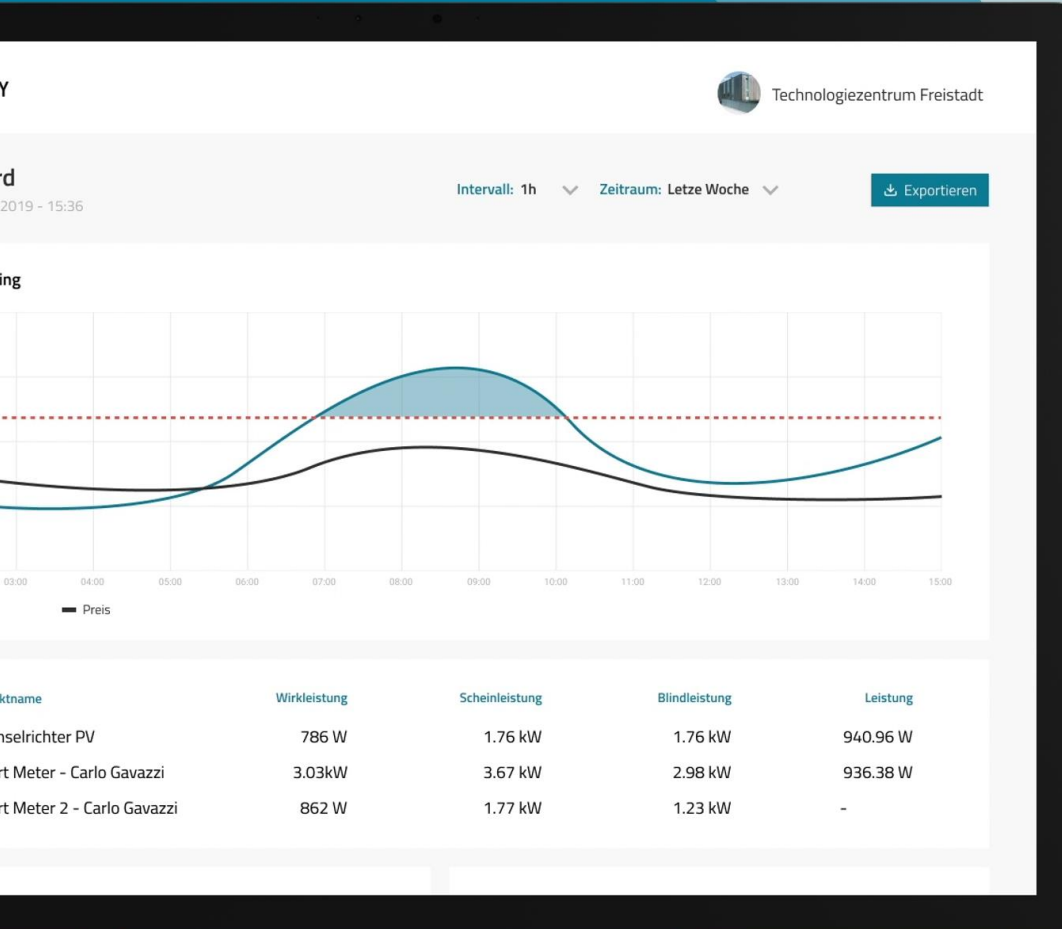 Y
Technologiezentrum Freistadt
rd
Intervall: 1h Zeitraum: Letze Woche Exportieren
2019 - 15:36
ing
03:00 04:00 05:00 06:00 07:00 08:00 09:00 10:00 11:00 12:00 13:00 14:00 15:00
Preis
ktname Wirkleistung Scheinleistung Blindleistung Leistung
nselrichter PV 786 W 1.76 kW 1.76 kW 940.96 W
rt Meter - Carlo Gavazzi 3.03kW 3.67 kW 2.98 kW 936.38 W
rt Meter 2 - Carlo Gavazzi 862 W 1.77 kW 1.23 kW -